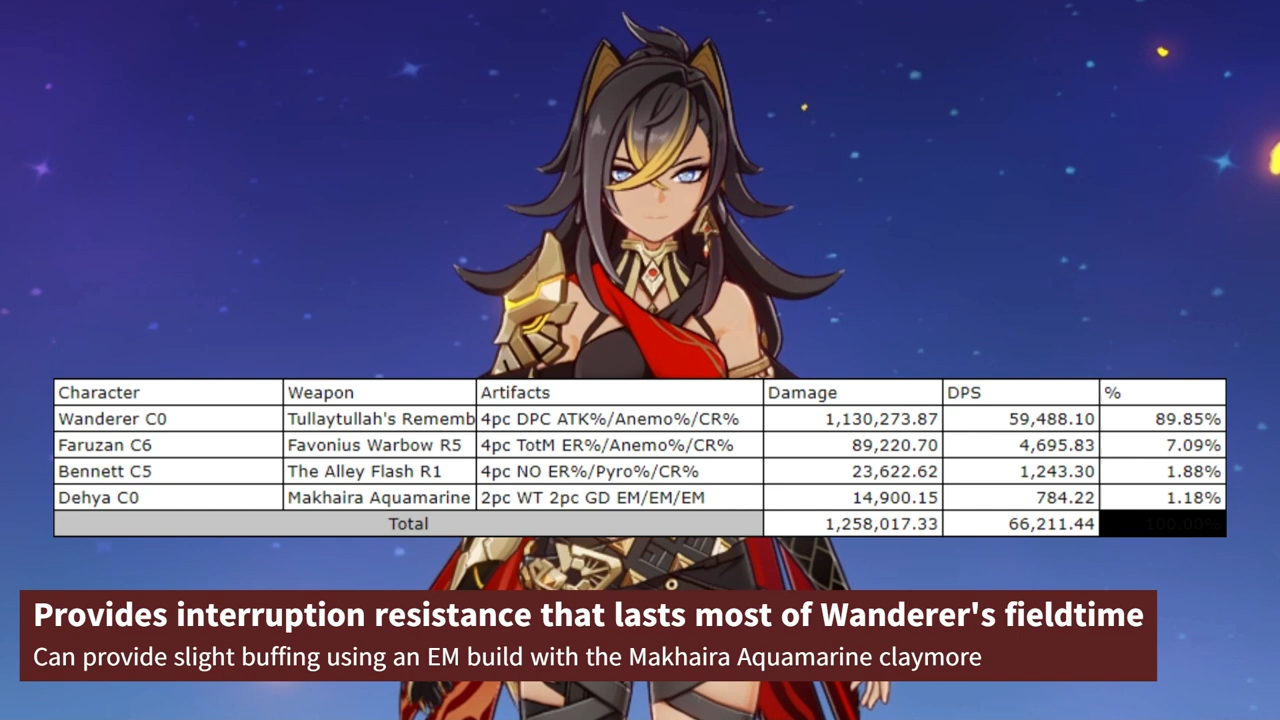 Character Weapon Artifacts Damage DPS %
Wanderer C0 Tullaytullah's Rememb 4pc DPC ATK%/Anemo%/CR% 1,130,273.87 59,488.10 89.85%
Faruzan C6 Favonius Warbow R5 4pc TotM ER%/Anemo%/CR% 89,220.70 4,695.83 7.09%
Bennett C5 The Alley Flash R1 4pc NO ER%/Pyro%/CR% 23,622.62 1,243.30 1.88%
Dehya C0 Makhaira Aquamarine 2pc WT 2pc GD EM/EM/EM 14,900.15 784.22 1.18%
Total 1,258,017.33 66,211.44 100.00%
Provides interruption resistance that lasts most of Wanderer's fieldtime
Can provide slight buffing using an EM build with the Makhaira Aquamarine claymore